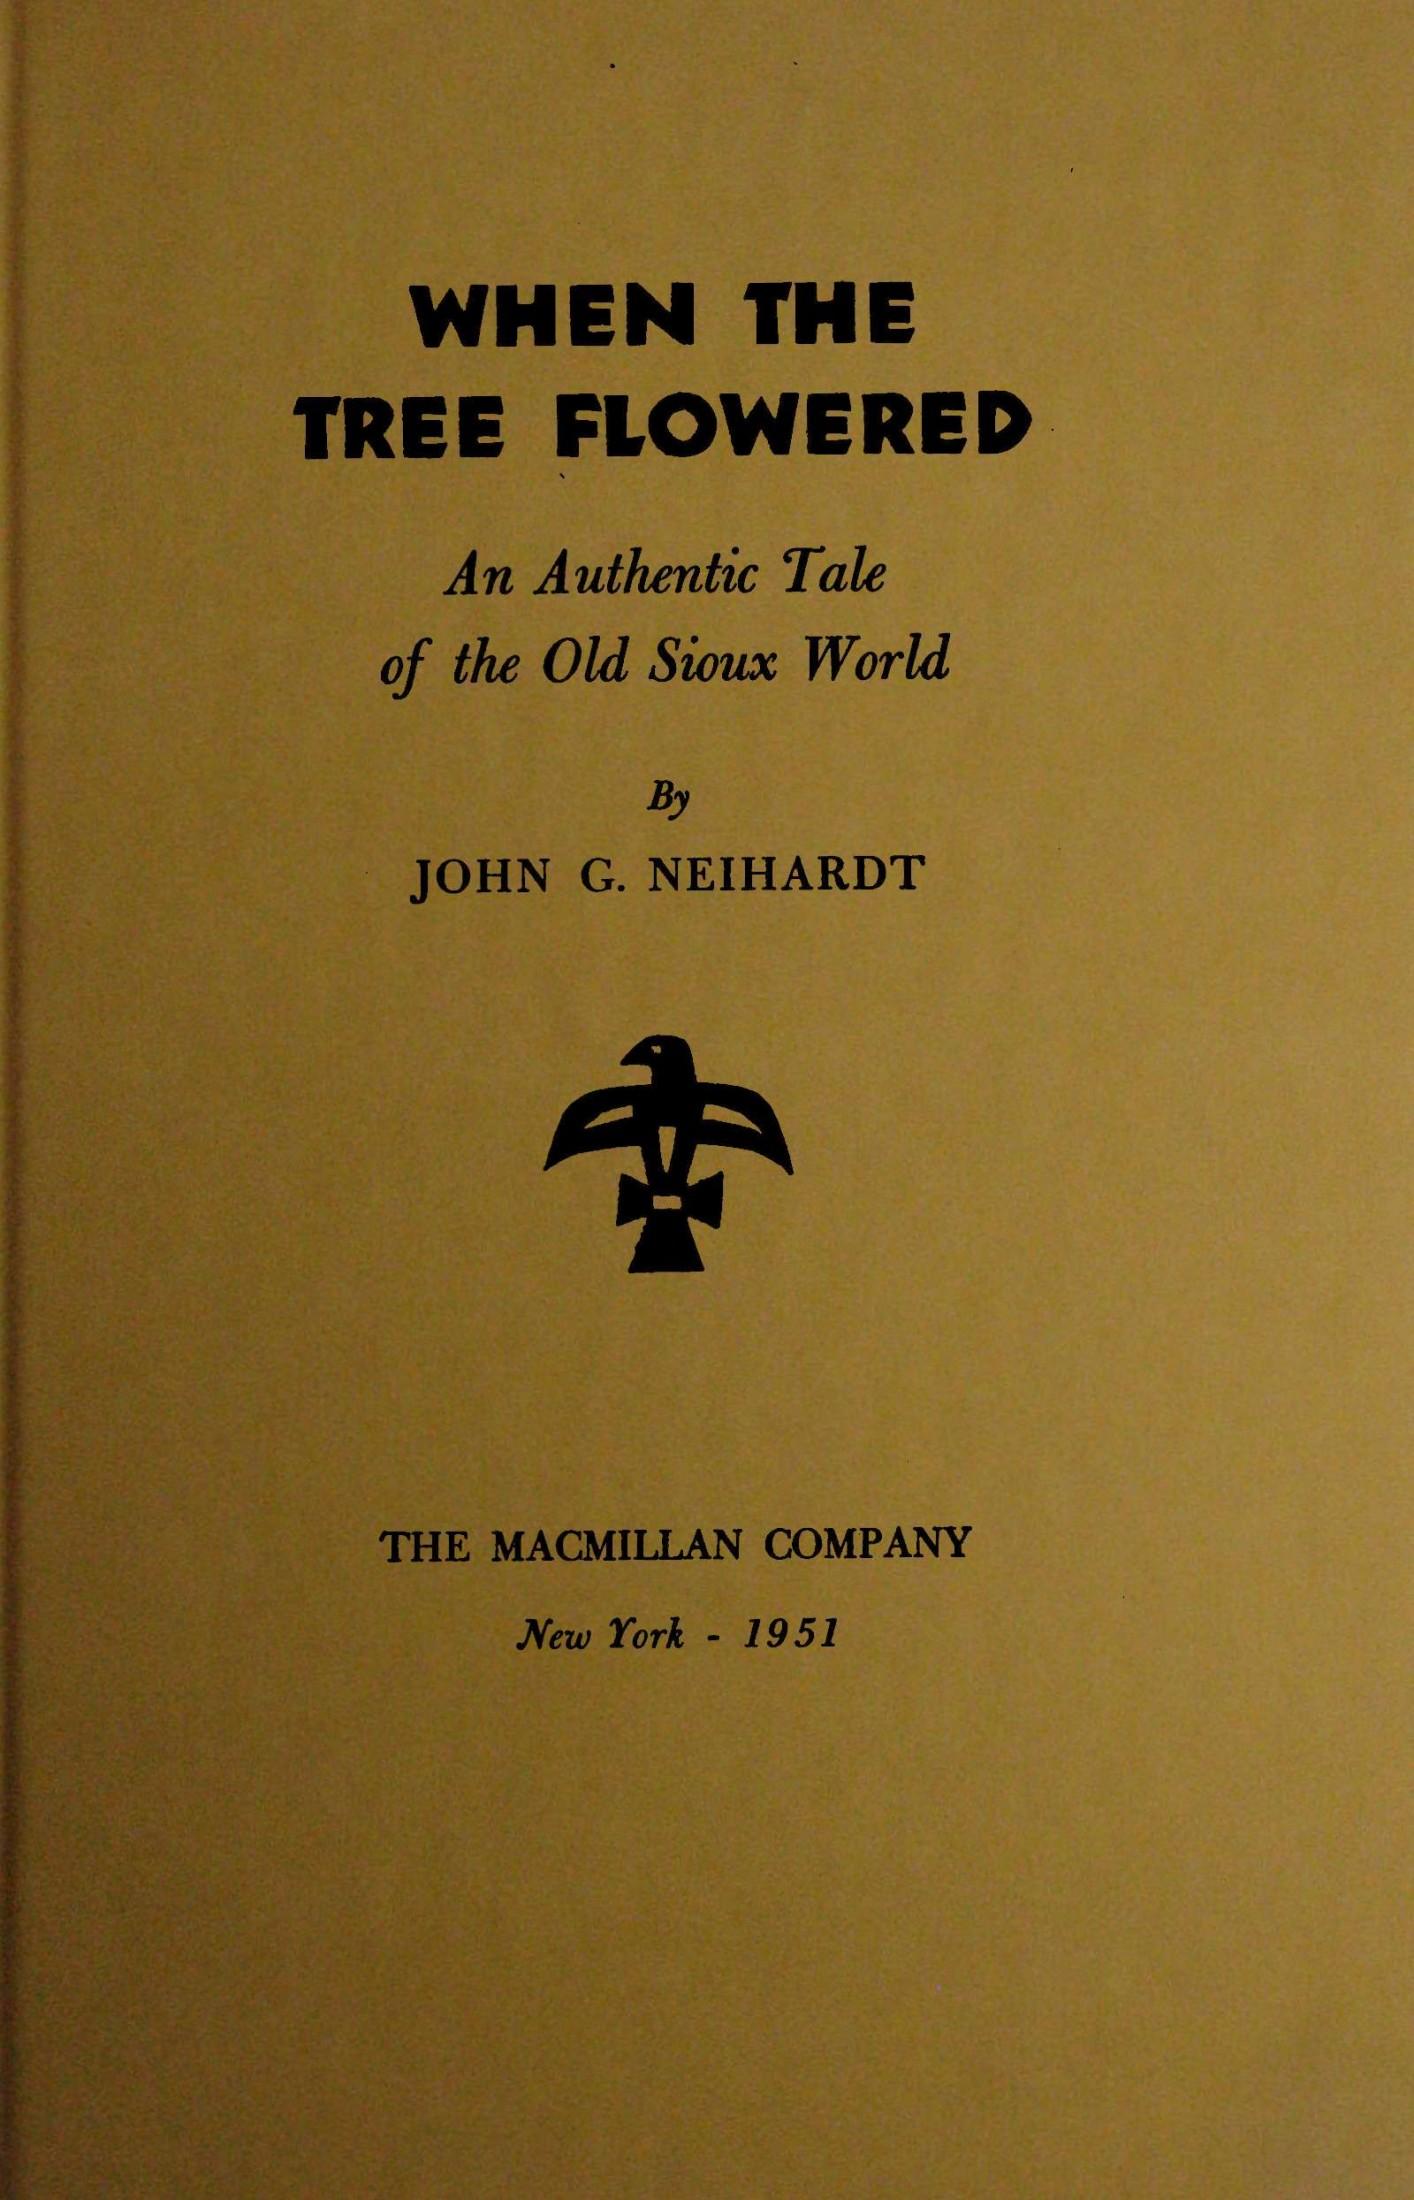 WHEN THE
TREE FLOWERED
An Authentic Tale
of the Old Sioux World
By
JOHN G. NEIHARDT
THE MACMILLAN COMPANY
New York - 1951